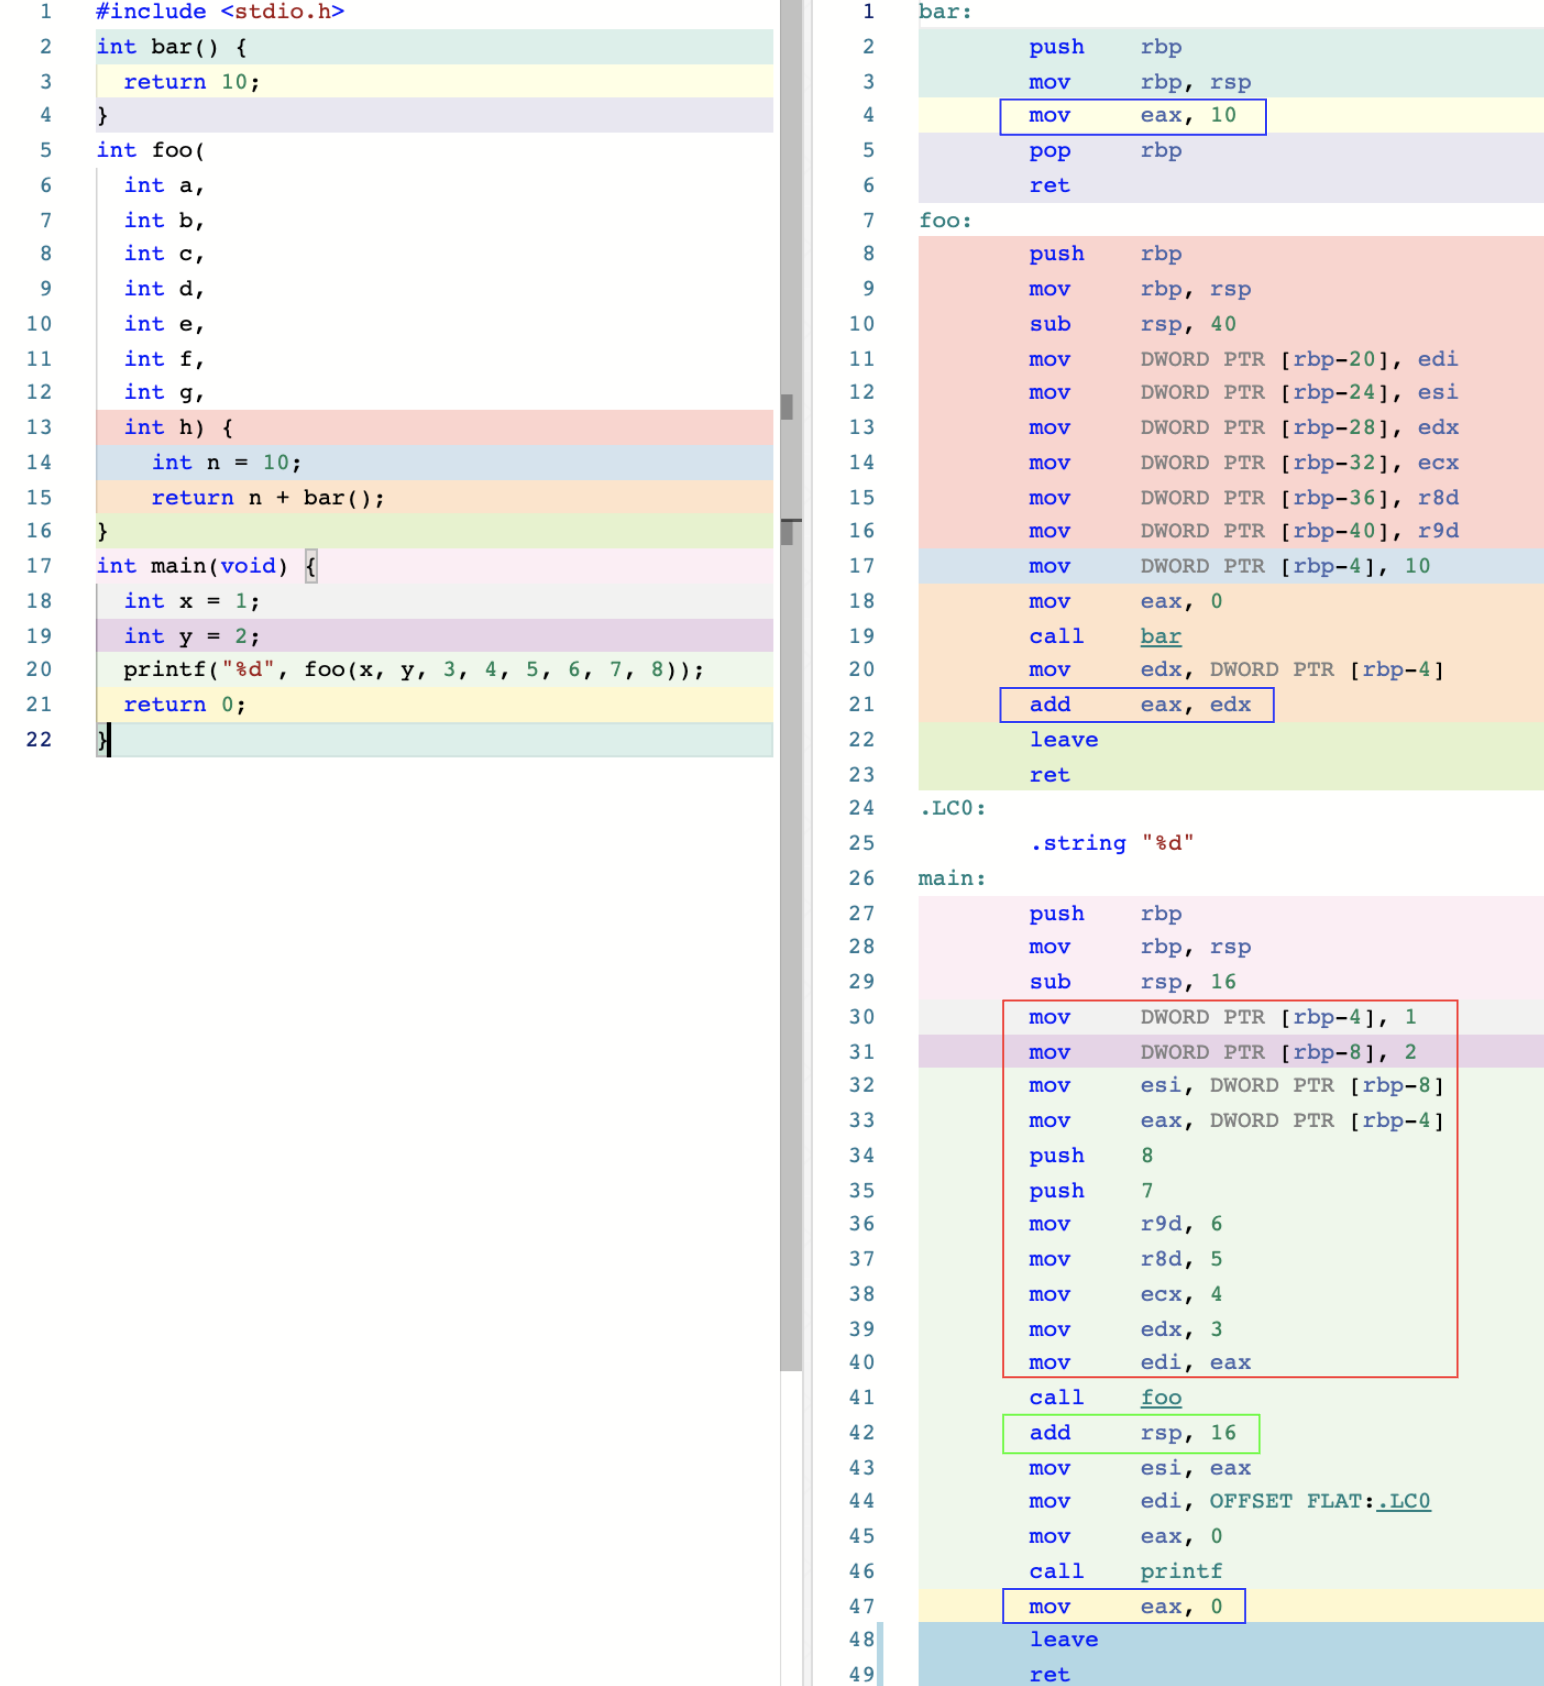 1 #include <stdio.h>
2 int bar() {
3 return 10;
4 }
5 int foo(
6 int a,
7 int b,
8 int c,
9 int d,
10 int e,
11 int f,
12 int g,
13 int h) {
14 int n = 10;
15 return n + bar();
16 }
17 int main(void) {
18 int x = 1;
19 int y = 2;
20 printf("%d", foo(x, y, 3, 4, 5, 6, 7, 8));
21 return 0;
22 }
1 bar:
2 push rbp
3 mov rbp, rsp
4 mov eax, 10
5 pop rbp
6 ret
7 foo:
8 push rbp
9 mov rbp, rsp
10 sub rsp, 40
11 mov DWORD PTR [rbp-20], edi
12 mov DWORD PTR [rbp-24], esi
13 mov DWORD PTR [rbp-28], edx
14 mov DWORD PTR [rbp-32], ecx
15 mov DWORD PTR [rbp-36], r8d
16 mov DWORD PTR [rbp-40], r9d
17 mov DWORD PTR [rbp-4], 10
18 mov eax, 0
19 call bar
20 mov edx, DWORD PTR [rbp-4]
21 add eax, edx
22 leave
23 ret
24 .LC0:
25 .string "%d"
26 main:
27 push rbp
28 mov rbp, rsp
29 sub rsp, 16
30 mov DWORD PTR [rbp-4], 1
31 mov DWORD PTR [rbp-8], 2
32 mov esi, DWORD PTR [rbp-8]
33 mov eax, DWORD PTR [rbp-4]
34 push 8
35 push 7
36 mov r9d, 6
37 mov r8d, 5
38 mov ecx, 4
39 mov edx, 3
40 mov edi, eax
41 call foo
42 add rsp, 16
43 mov esi, eax
44 mov edi, OFFSET FLAT:.LC0
45 mov eax, 0
46 call printf
47 mov eax, 0
48 leave
49 ret